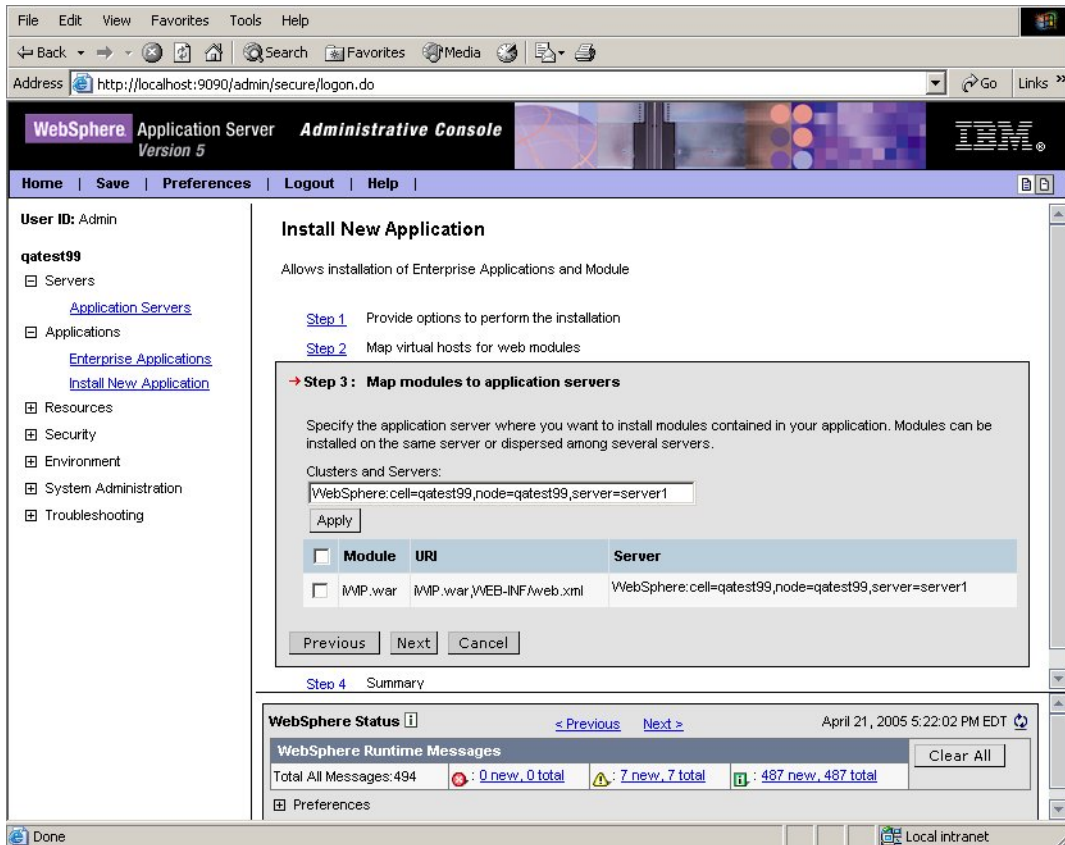 File Edit View Favorites Tools Help
Back Search Favorites Media
Address http://localhost:9090/admin/secure/logon.do Go Links »
WebSphere Application Server Administrative Console
Version 5
IBM®
Home | Save | Preferences | Logout | Help |
User ID: Admin
qatest99
Servers
Application Servers
Applications
Enterprise Applications
Install New Application
Resources
Security
Environment
System Administration
Troubleshooting
Install New Application
Allows installation of Enterprise Applications and Module
Step 1 Provide options to perform the installation
Step 2 Map virtual hosts for web modules
Step 3 : Map modules to application servers
Specify the application server where you want to install modules contained in your application. Modules can be
installed on the same server or dispersed among several servers.
Clusters and Servers:
WebSphere:cell=qatest99,node=qatest99,server=server1
Apply
Module URI Server
iWMP.war iWMP.war,WEB-INF/web.xml WebSphere:cell=qatest99,node=qatest99,server=server1
Previous Next Cancel
Step 4 Summary
WebSphere Status i < Previous Next > April 21, 2005 5:22:02 PM EDT
WebSphere Runtime Messages Clear All
Total All Messages:494 : 0 new, 0 total : 7 new, 7 total : 487 new, 487 total
Preferences
Done Local intranet